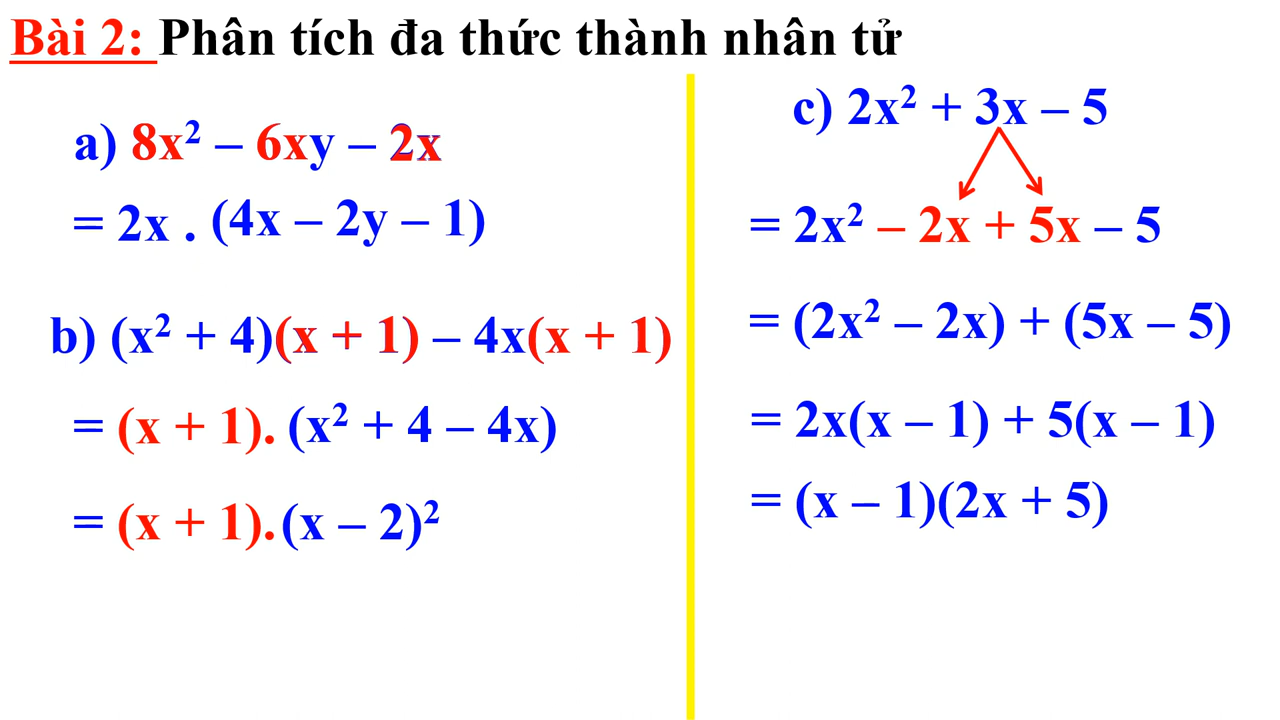 Bài 2: Phân tích đa thức thành nhân tử
a) 8x² – 6xy – 2x
= 2x . (4x – 2y – 1)
b) (x² + 4)(x + 1) – 4x(x + 1)
= (x + 1). (x² + 4 – 4x)
= (x + 1). (x – 2)²
c) 2x² + 3x – 5
= 2x² – 2x + 5x – 5
= (2x² – 2x) + (5x – 5)
= 2x(x – 1) + 5(x – 1)
= (x – 1)(2x + 5)